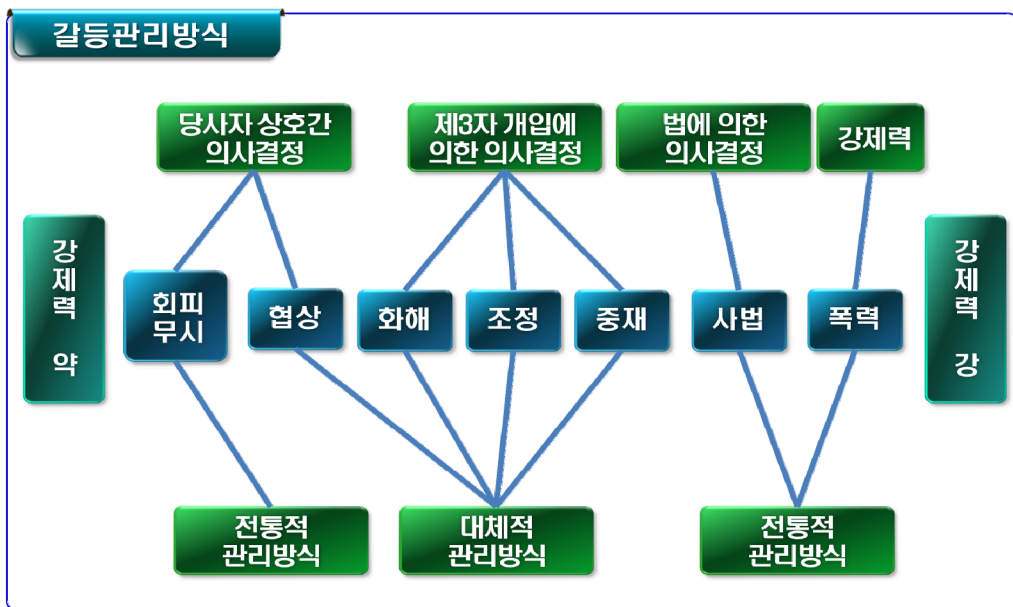 갈등관리방식
당사자 상호간
의사결정
제3자 개입에
의한 의사결정
법에 의한
의사결정
강제력
강제력 약
회피
무시
협상
화해
조정
중재
사법
폭력
강제력 강
전통적
관리방식
대체적
관리방식
전통적
관리방식